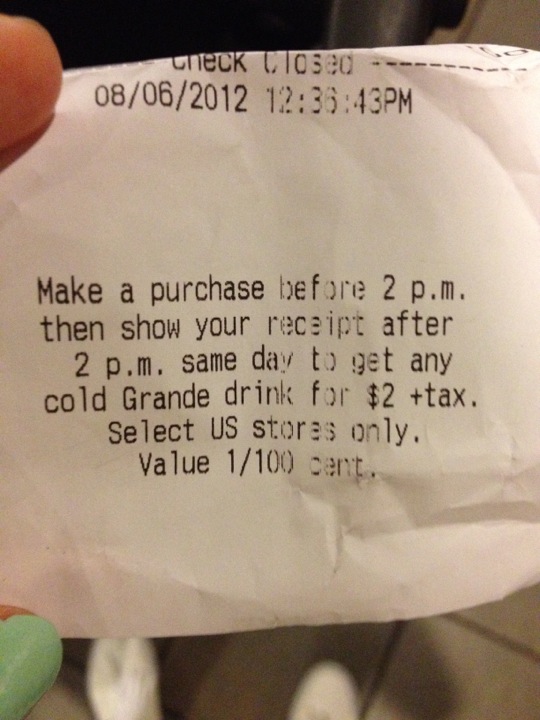 Check Closed ----------
08/06/2012 12:36:43PM
Make a purchase before 2 p.m.
then show your receipt after
2 p.m. same day to get any
cold Grande drink for $2 +tax.
Select US stores only.
Value 1/100 cent.